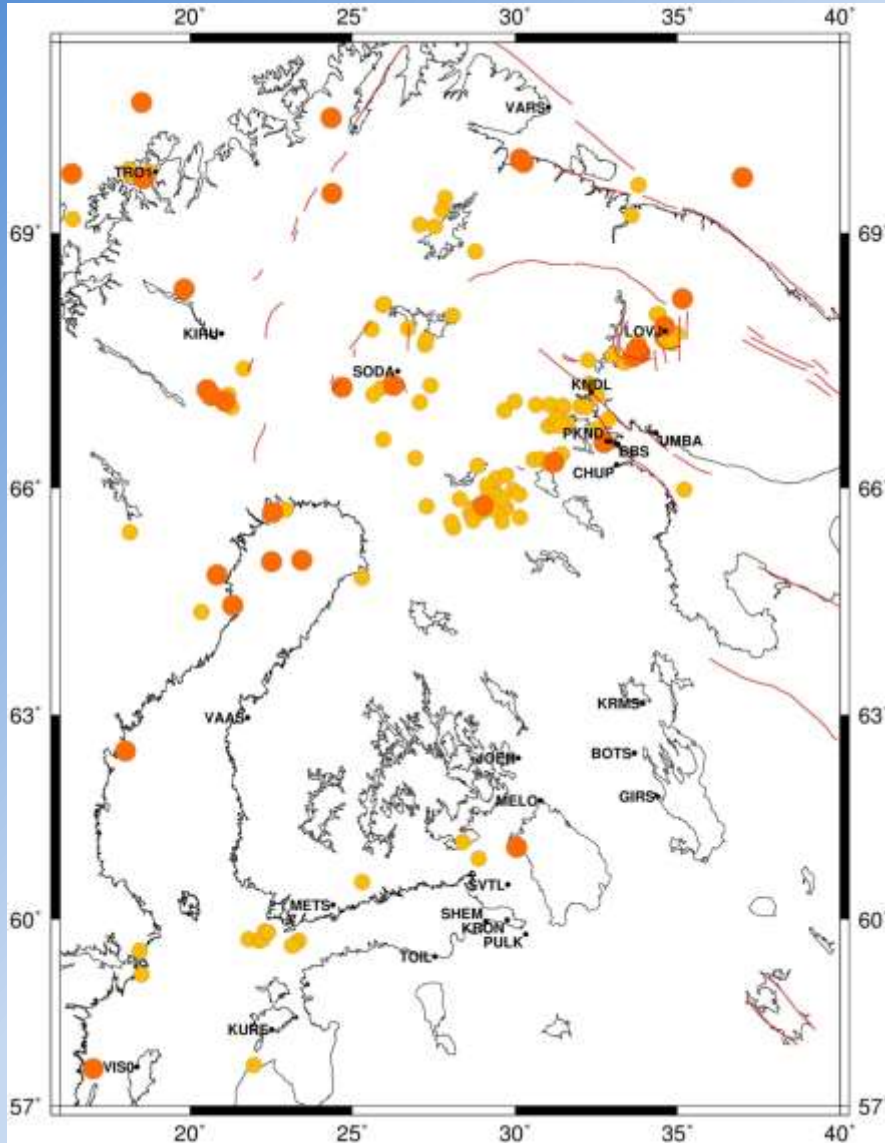 20˚ 25˚ 30˚ 35˚ 40˚
VARS
TRO1
69˚ 69˚
KIRU
LOVJ
SODA
KNDL
PKND
UMBA
BBS
CHUP
66˚ 66˚
KRMS
63˚ 63˚
VAAS
BOTS
JOEN
GIRS
MELO
SVTL
METS
SHEM
60˚ 60˚
KRON
PULK
TOIL
KURE
VIS0
57˚ 57˚
20˚ 25˚ 30˚ 35˚ 40˚